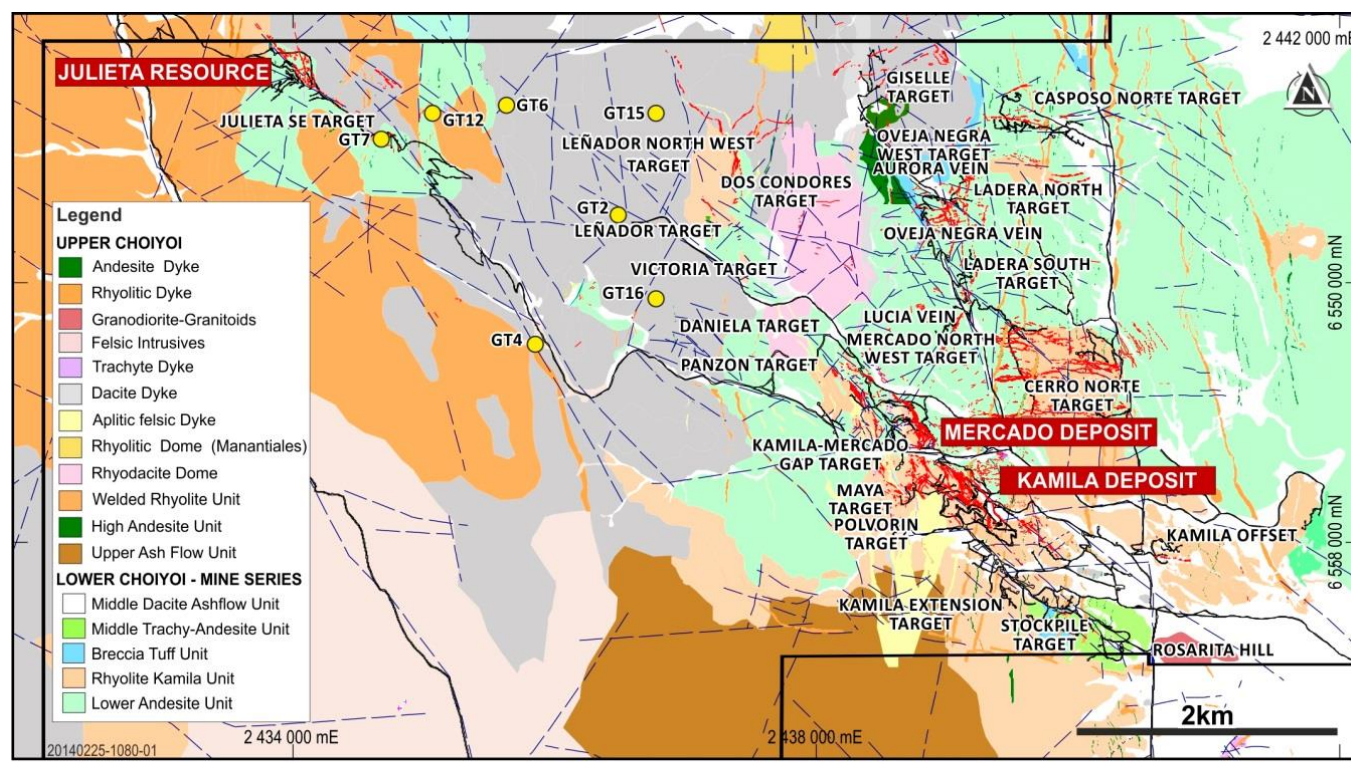 2 442 000 mE
JULIETA RESOURCE
GISELLE
TARGET
CASPOSO NORTE TARGET
JULIETA SE TARGET
GT7
GT12
GT6
GT15
LEÑADOR NORTH WEST
TARGET
OVEJA NEGRA
WEST TARGET
AURORA VEIN
DOS CONDORES
TARGET
LADERA NORTH
TARGET
GT2
LEÑADOR TARGET
OVEJA NEGRA VEIN
VICTORIA TARGET
LADERA SOUTH
TARGET
6 550 000 mN
GT16
DANIELA TARGET
LUCIA VEIN
MERCADO NORTH
WEST TARGET
GT4
PANZON TARGET
CERRO NORTE
TARGET
MERCADO DEPOSIT
KAMILA-MERCADO
GAP TARGET
KAMILA DEPOSIT
MAYA
TARGET
POLVORIN
TARGET
KAMILA OFFSET
6 558 000 mN
KAMILA EXTENSION
TARGET
STOCKPILE
TARGET
ROSARITA HILL
Legend
UPPER CHOIYOI
Andesite Dyke
Rhyolitic Dyke
Granodiorite-Granitoids
Felsic Intrusives
Trachyte Dyke
Dacite Dyke
Aplitic felsic Dyke
Rhyolitic Dome (Manantiales)
Rhyodacite Dome
Welded Rhyolite Unit
High Andesite Unit
Upper Ash Flow Unit
LOWER CHOIYOI - MINE SERIES
Middle Dacite Ashflow Unit
Middle Trachy-Andesite Unit
Breccia Tuff Unit
Rhyolite Kamila Unit
Lower Andesite Unit
2km
20140225-1080-01
2 434 000 mE
2 438 000 mE
N